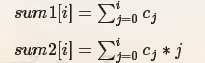 sum1[i] = ∑_{j=0}^{i} c_j
sum2[i] = ∑_{j=0}^{i} c_j * j